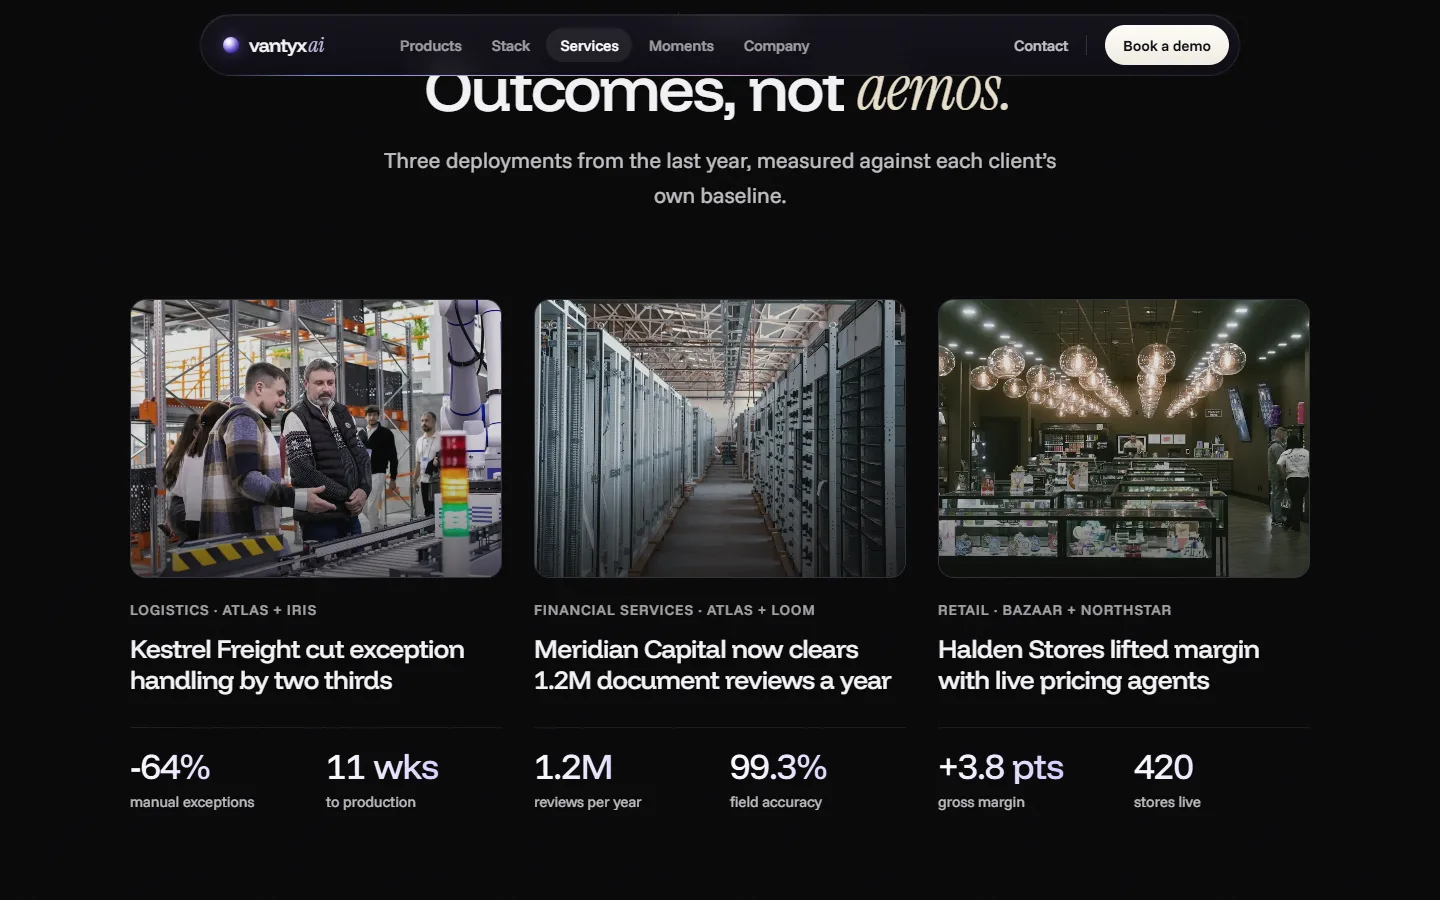 vantyx ai
Products
Stack
Services
Moments
Company
Contact
Book a demo
Outcomes, not demos.
Three deployments from the last year, measured against each client’s
own baseline.
LOGISTICS · ATLAS + IRIS
Kestrel Freight cut exception
handling by two thirds
-64%
manual exceptions
11 wks
to production
FINANCIAL SERVICES · ATLAS + LOOM
Meridian Capital now clears
1.2M document reviews a year
1.2M
reviews per year
99.3%
field accuracy
RETAIL · BAZAAR + NORTHSTAR
Halden Stores lifted margin
with live pricing agents
+3.8 pts
gross margin
420
stores live